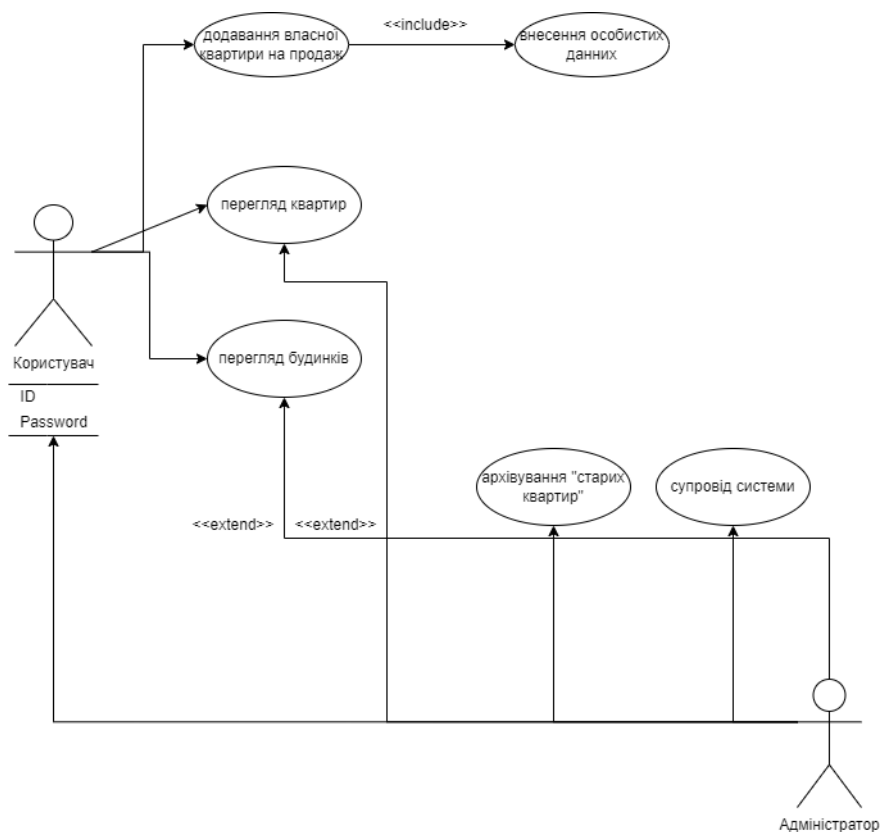 додавання власної
квартири на продаж
<<include>>
внесення особистих
данних
перегляд квартир
Користувач
ID
Password
перегляд будинків
архівування "старих
квартир"
супровід системи
<<extend>>
<<extend>>
Адміністратор